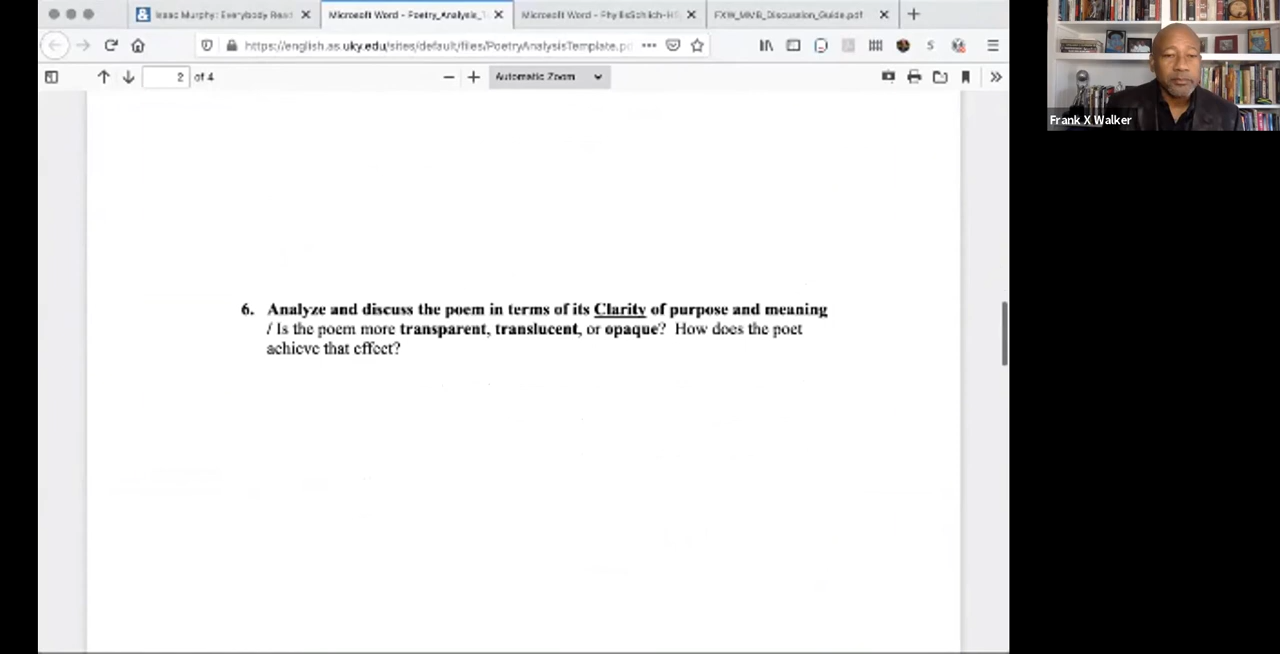 Isaac Murphy: Everybody Read
Microsoft Word - Poetry_Analysis_T
Microsoft Word - PhyllisSchlich-H
FXW_MMB_Discussion_Guide.pdf
https://english.as.uky.edu/sites/default/files/PoetryAnalysisTemplate.pd
2 of 4
Automatic Zoom
Frank X Walker
6. Analyze and discuss the poem in terms of its Clarity of purpose and meaning
/ Is the poem more transparent, translucent, or opaque? How does the poet
achieve that effect?